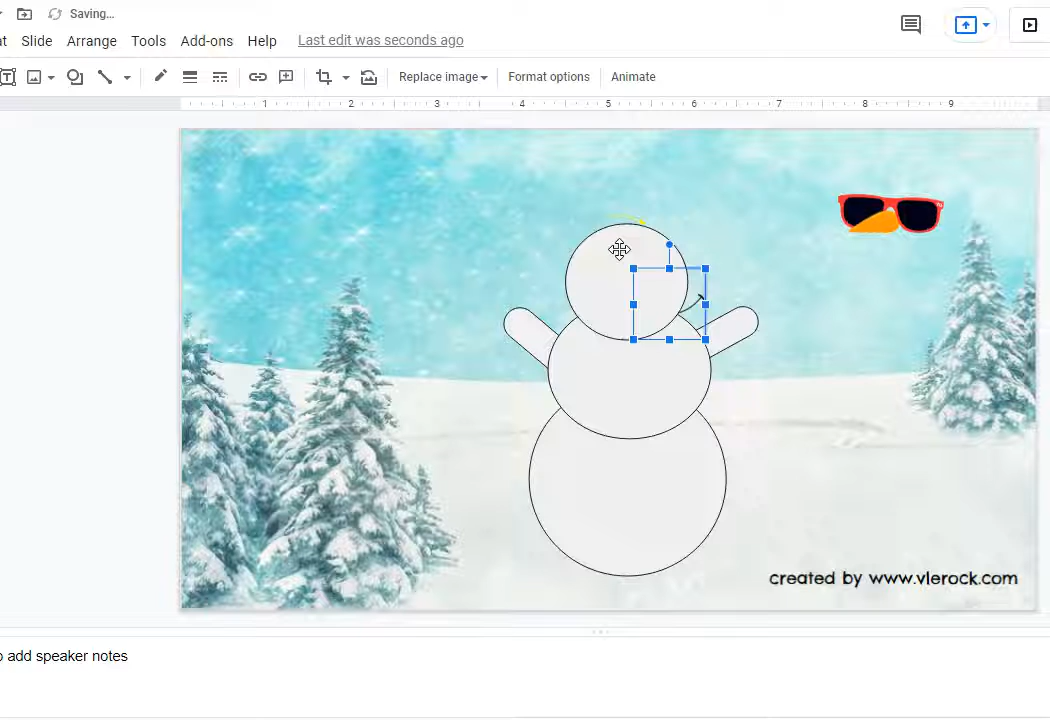 Saving...
at Slide Arrange Tools Add-ons Help Last edit was seconds ago
Replace image Format options Animate
1 2 3 4 5 6 7 8 9
created by www.vlerock.com
o add speaker notes